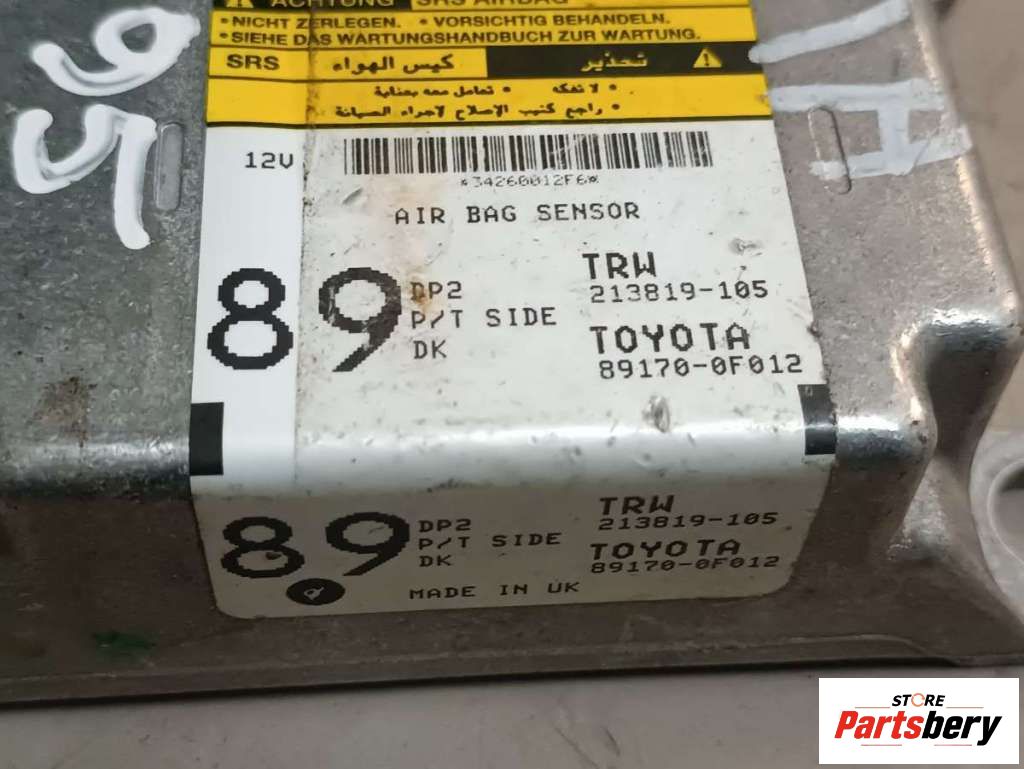 ACHTUNG SRS AIRBAG
•NICHT ZERLEGEN. •VORSICHTIG BEHANDELN.
•SIEHE DAS WARTUNGSHANDBUCH ZUR WARTUNG.
SRS كيس الهواء تحذير
• لا تفكه • تعامل معه بعناية
• راجع كتيب الإصلاح لاجراء الصيانة
95
12V
*34260012F6*
AIR BAG SENSOR
89 DP2
P/T SIDE
DK
TRW
213819-105
TOYOTA
89170-0F012
89 DP2
P/T SIDE
DK
TRW
213819-105
TOYOTA
89170-0F012
MADE IN UK
STORE
Partsbery